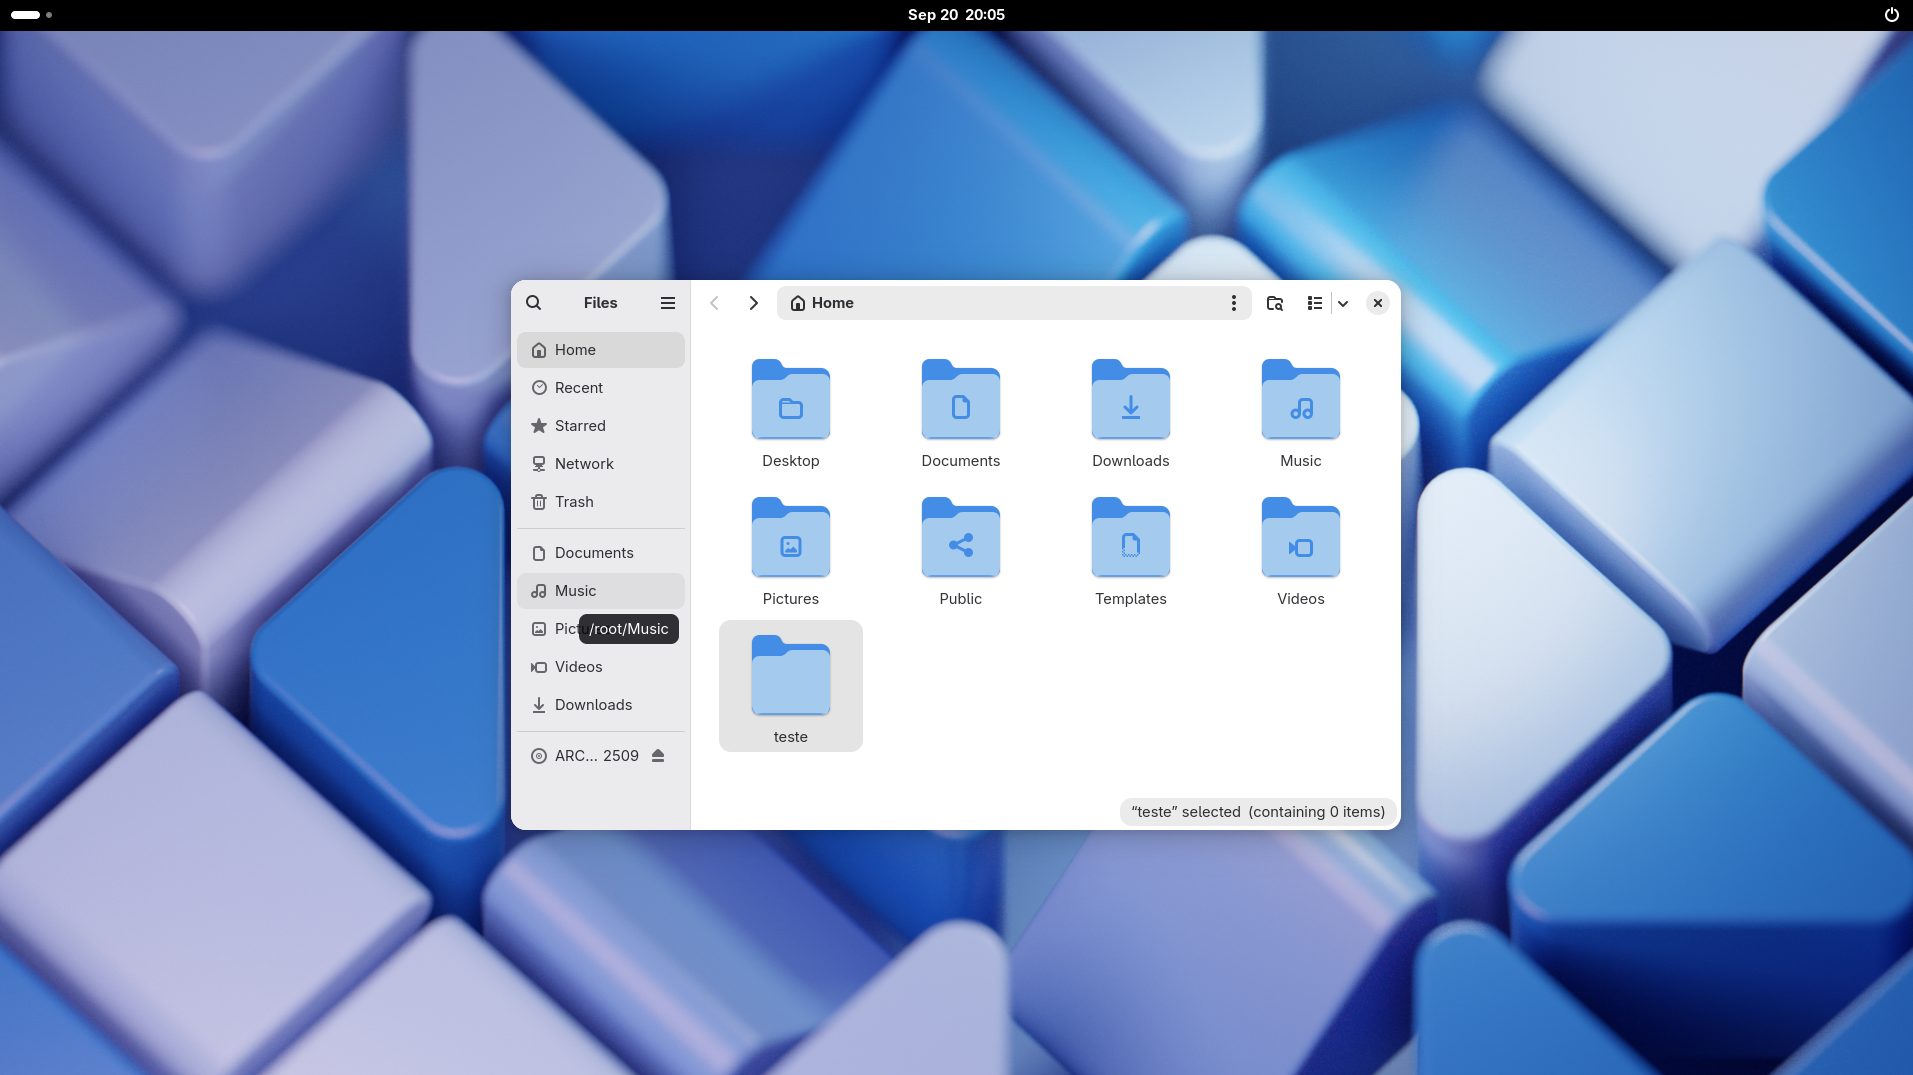 Sep 20 20:05
Files
Home
Home
Recent
Starred
Network
Trash
Documents
Music
Pictu
/root/Music
Videos
Downloads
ARC... 2509
Desktop
Documents
Downloads
Music
Pictures
Public
Templates
Videos
teste
“teste” selected (containing 0 items)